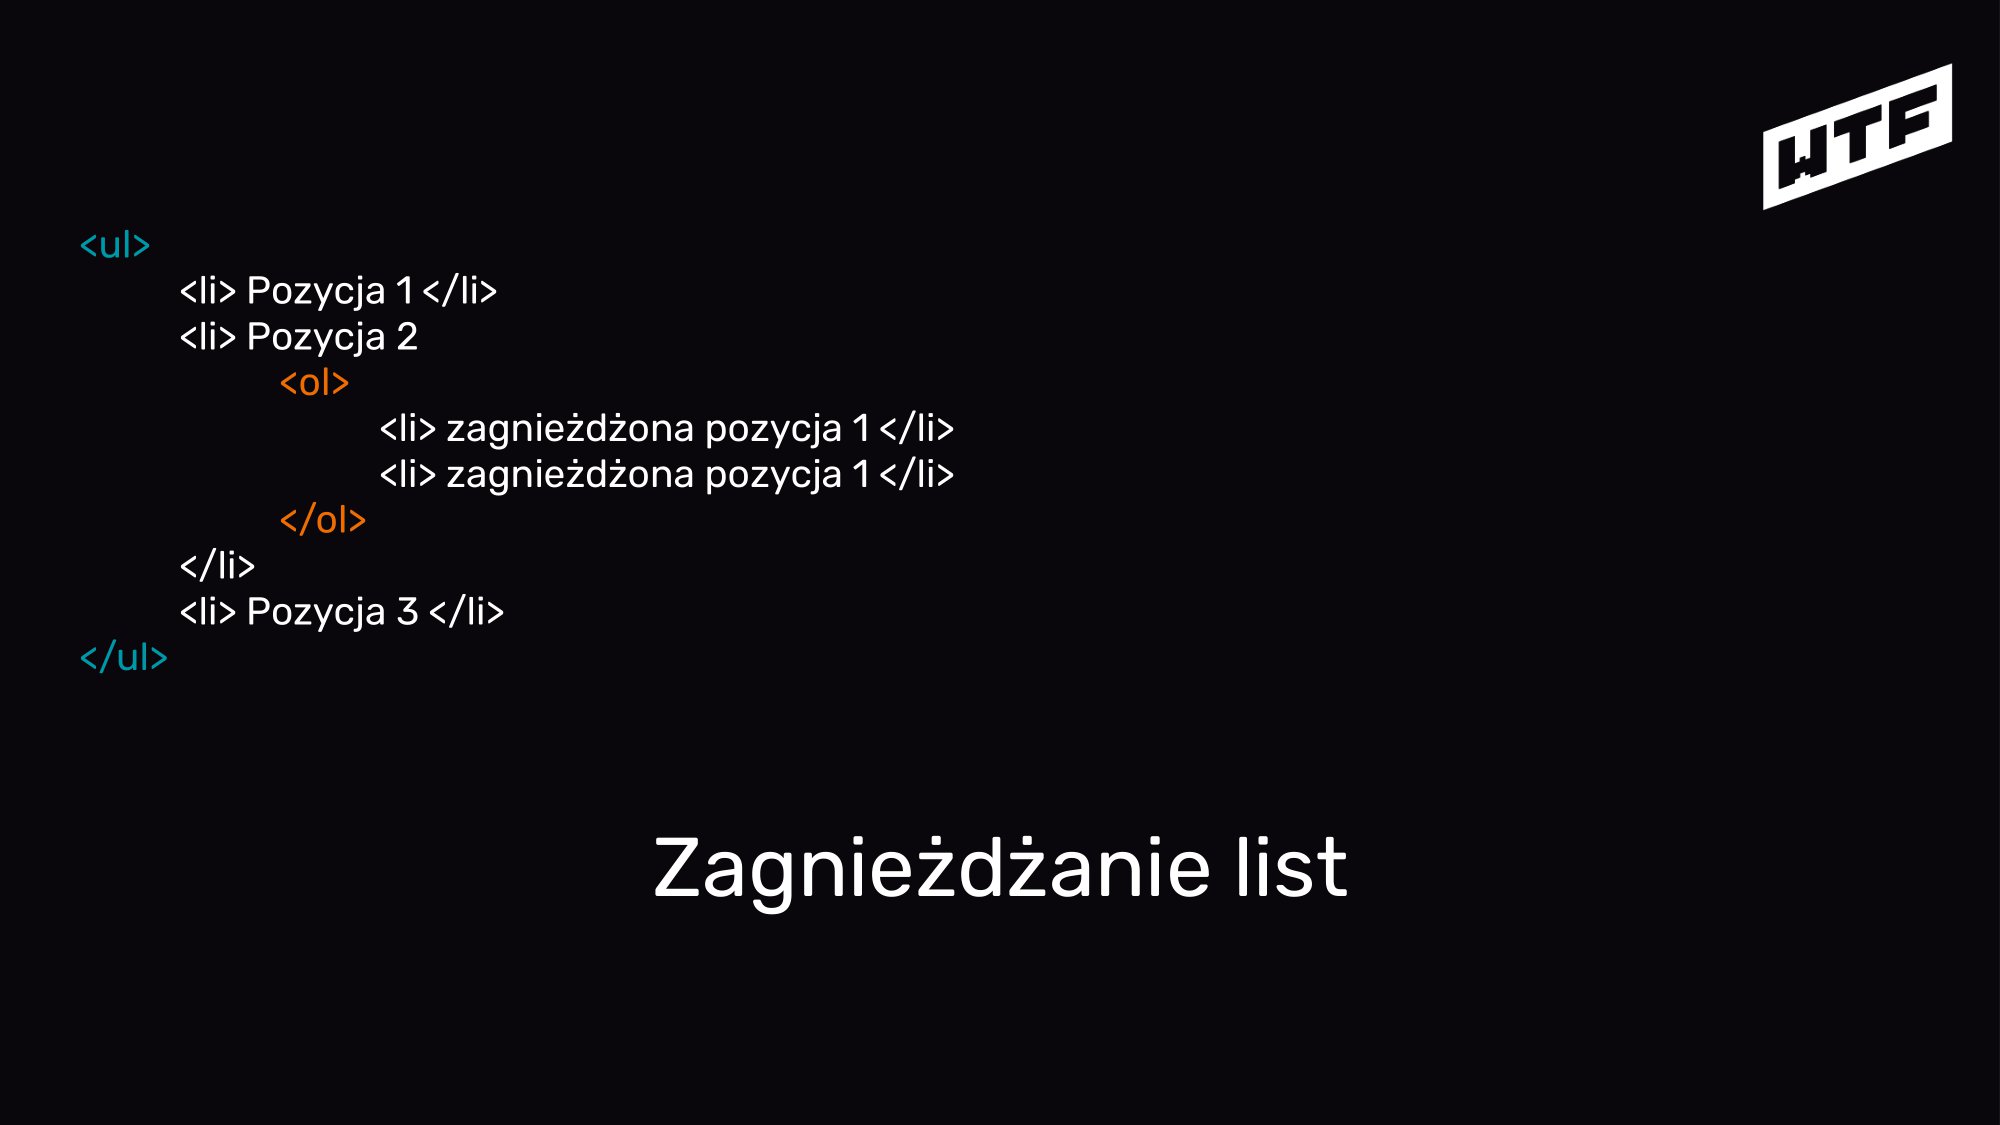 WTF
<ul>
<li> Pozycja 1 </li>
<li> Pozycja 2
<ol>
<li> zagnieżdżona pozycja 1 </li>
<li> zagnieżdżona pozycja 1 </li>
</ol>
</li>
<li> Pozycja 3 </li>
</ul>
Zagnieżdżanie list